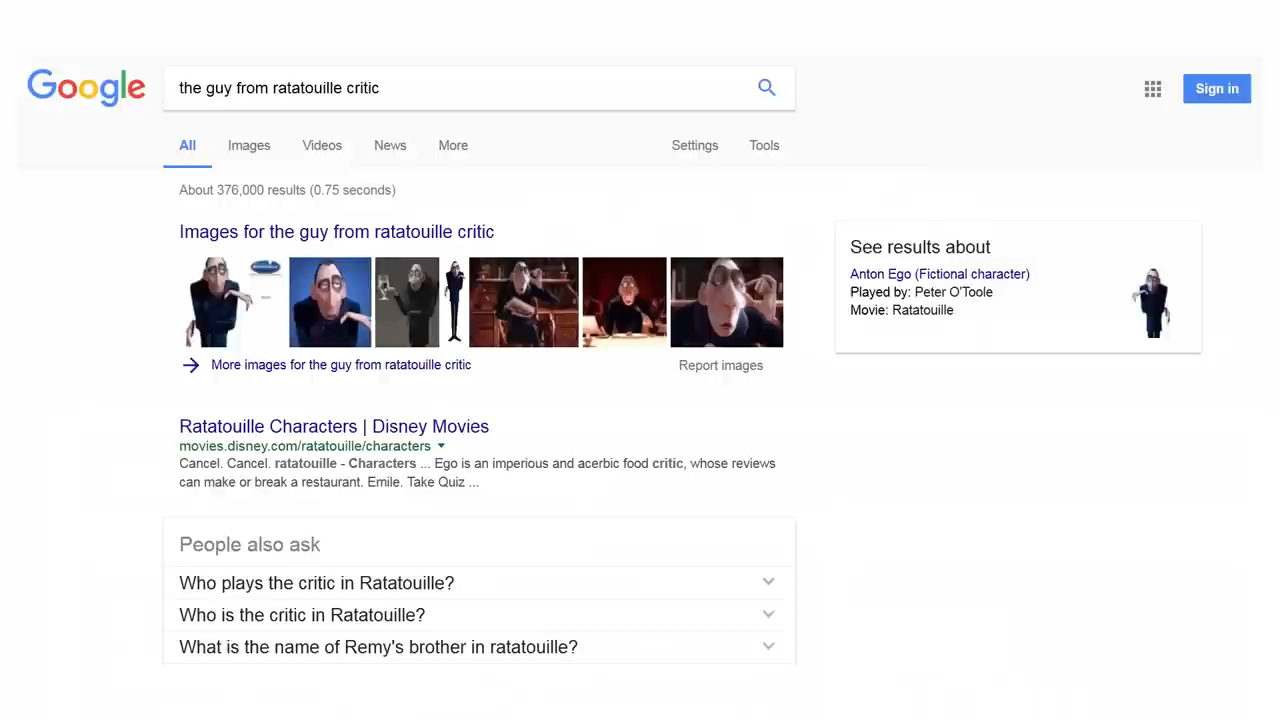 Google
the guy from ratatouille critic
Sign in
All Images Videos News More Settings Tools
About 376,000 results (0.75 seconds)
Images for the guy from ratatouille critic
More images for the guy from ratatouille critic
Report images
See results about
Anton Ego (Fictional character)
Played by: Peter O'Toole
Movie: Ratatouille
Ratatouille Characters | Disney Movies
movies.disney.com/ratatouille/characters
Cancel. Cancel. ratatouille - Characters ... Ego is an imperious and acerbic food critic, whose reviews
can make or break a restaurant. Emile. Take Quiz ...
People also ask
Who plays the critic in Ratatouille?
Who is the critic in Ratatouille?
What is the name of Remy's brother in ratatouille?